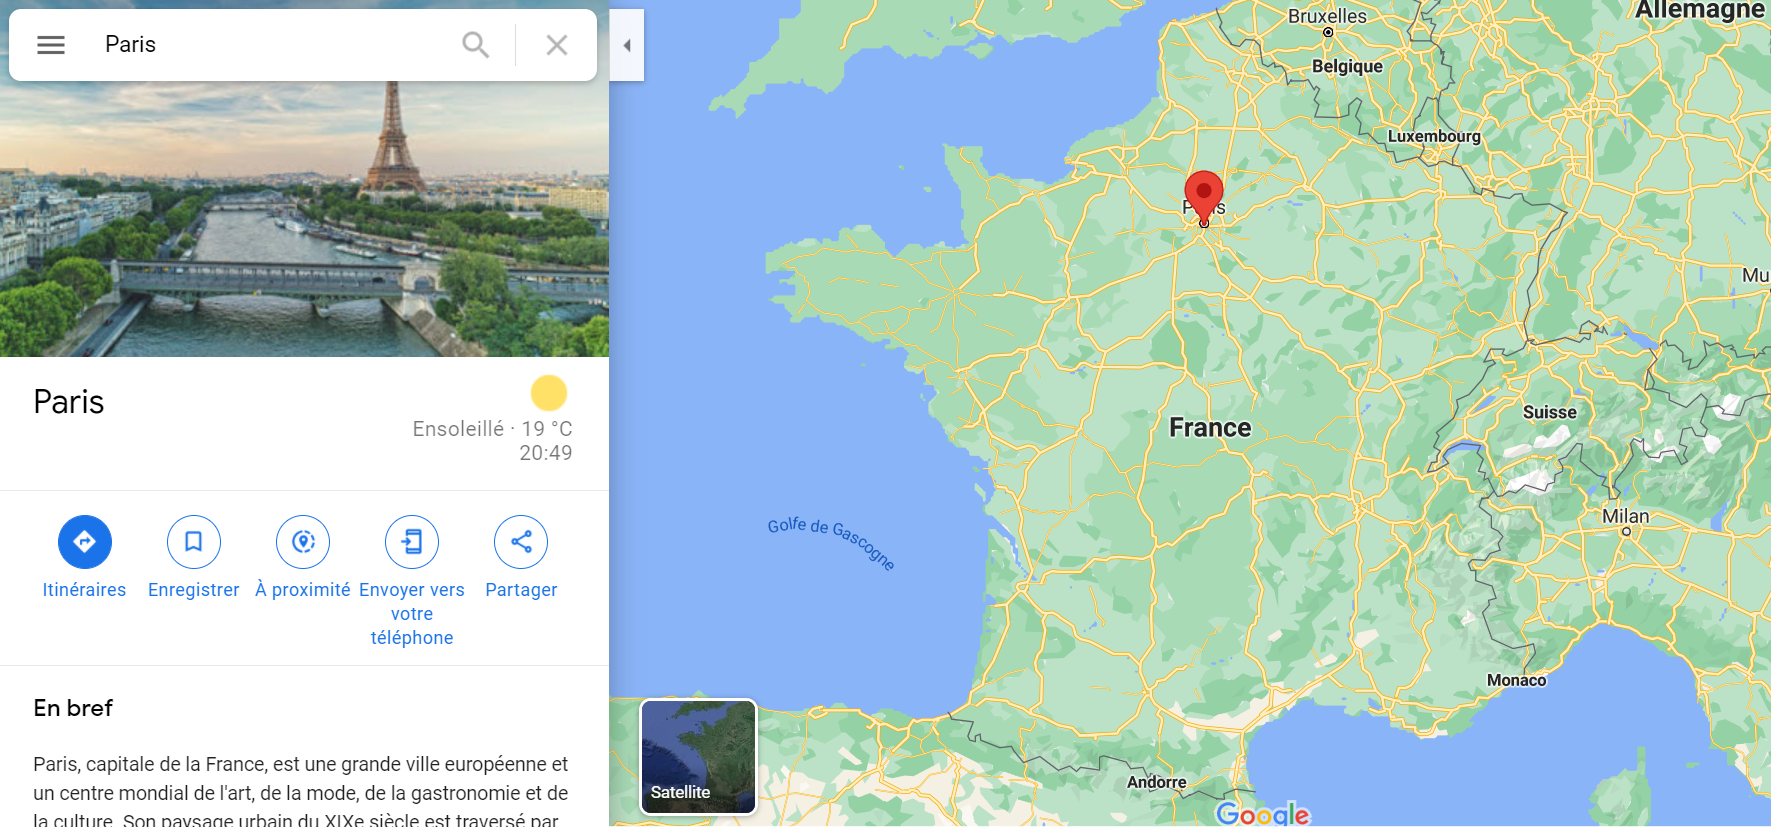 Paris
Paris
Ensoleillé · 19 °C
20:49
Itinéraires
Enregistrer
À proximité
Envoyer vers
votre
téléphone
Partager
En bref
Paris, capitale de la France, est une grande ville européenne et
un centre mondial de l'art, de la mode, de la gastronomie et de
la culture. Son paysage urbain du XIXe siècle est traversé par
Bruxelles
Allemagne
Belgique
Luxembourg
Paris
Mu
France
Suisse
Milan
Golfe de Gascogne
Monaco
Andorre
Satellite
Google